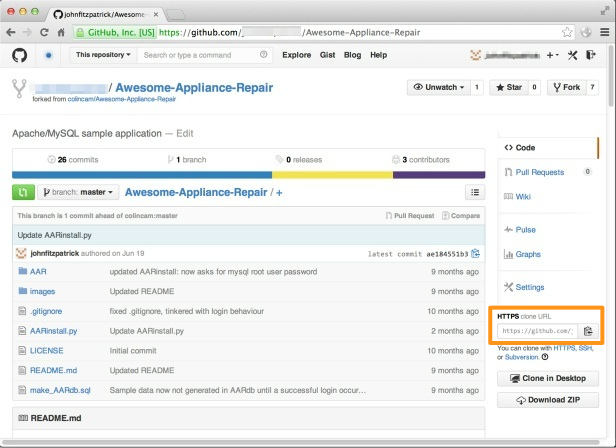 johnfitzpatrick/Awesome-
GitHub, Inc. [US] https://github.com/ /Awesome-Appliance-Repair
This repository Search or type a command Explore Gist Blog Help
/ Awesome-Appliance-Repair
forked from colincam/Awesome-Appliance-Repair
Unwatch 1 Star 0 Fork 7
Apache/MySQL sample application — Edit
26 commits 1 branch 0 releases 3 contributors
branch: master Awesome-Appliance-Repair / +
This branch is 1 commit ahead of colincam:master Pull Request Compare
Update AARinstall.py
johnfitzpatrick authored on Jun 19 latest commit ae184551b3
AAR updated AARinstall: now asks for mysql root user password 9 months ago
images Updated README 9 months ago
.gitignore fixed .gitignore, tinkered with login behaviour 10 months ago
AARinstall.py Update AARinstall.py 2 months ago
LICENSE Initial commit 10 months ago
README.md Updated README 9 months ago
make_AARdb.sql Sample data now not generated in AARdb until a successful login occur... 9 months ago
README.md
Code
Pull Requests 0
Wiki
Pulse
Graphs
Settings
HTTPS clone URL
https://github.com/
You can clone with HTTPS, SSH,
or Subversion.
Clone in Desktop
Download ZIP